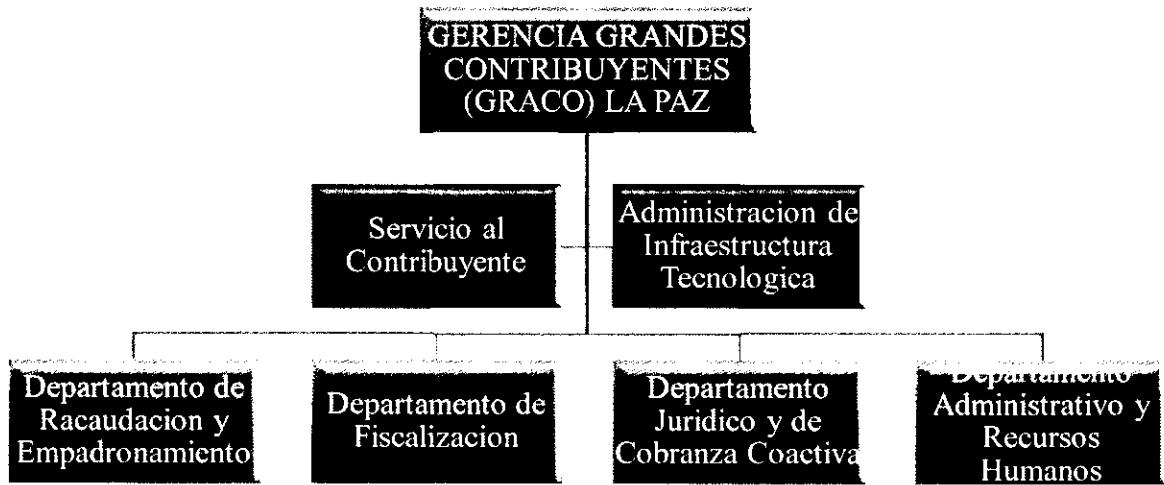 GERENCIA GRANDES
CONTRIBUYENTES
(GRACO) LA PAZ
Servicio al
Contribuyente
Administracion de
Infraestructura
Tecnologica
Departamento de
Racaudacion y
Empadronamiento
Departamento de
Fiscalizacion
Departamento
Juridico y de
Cobranza Coactiva
Departamento
Administrativo y
Recursos
Humanos